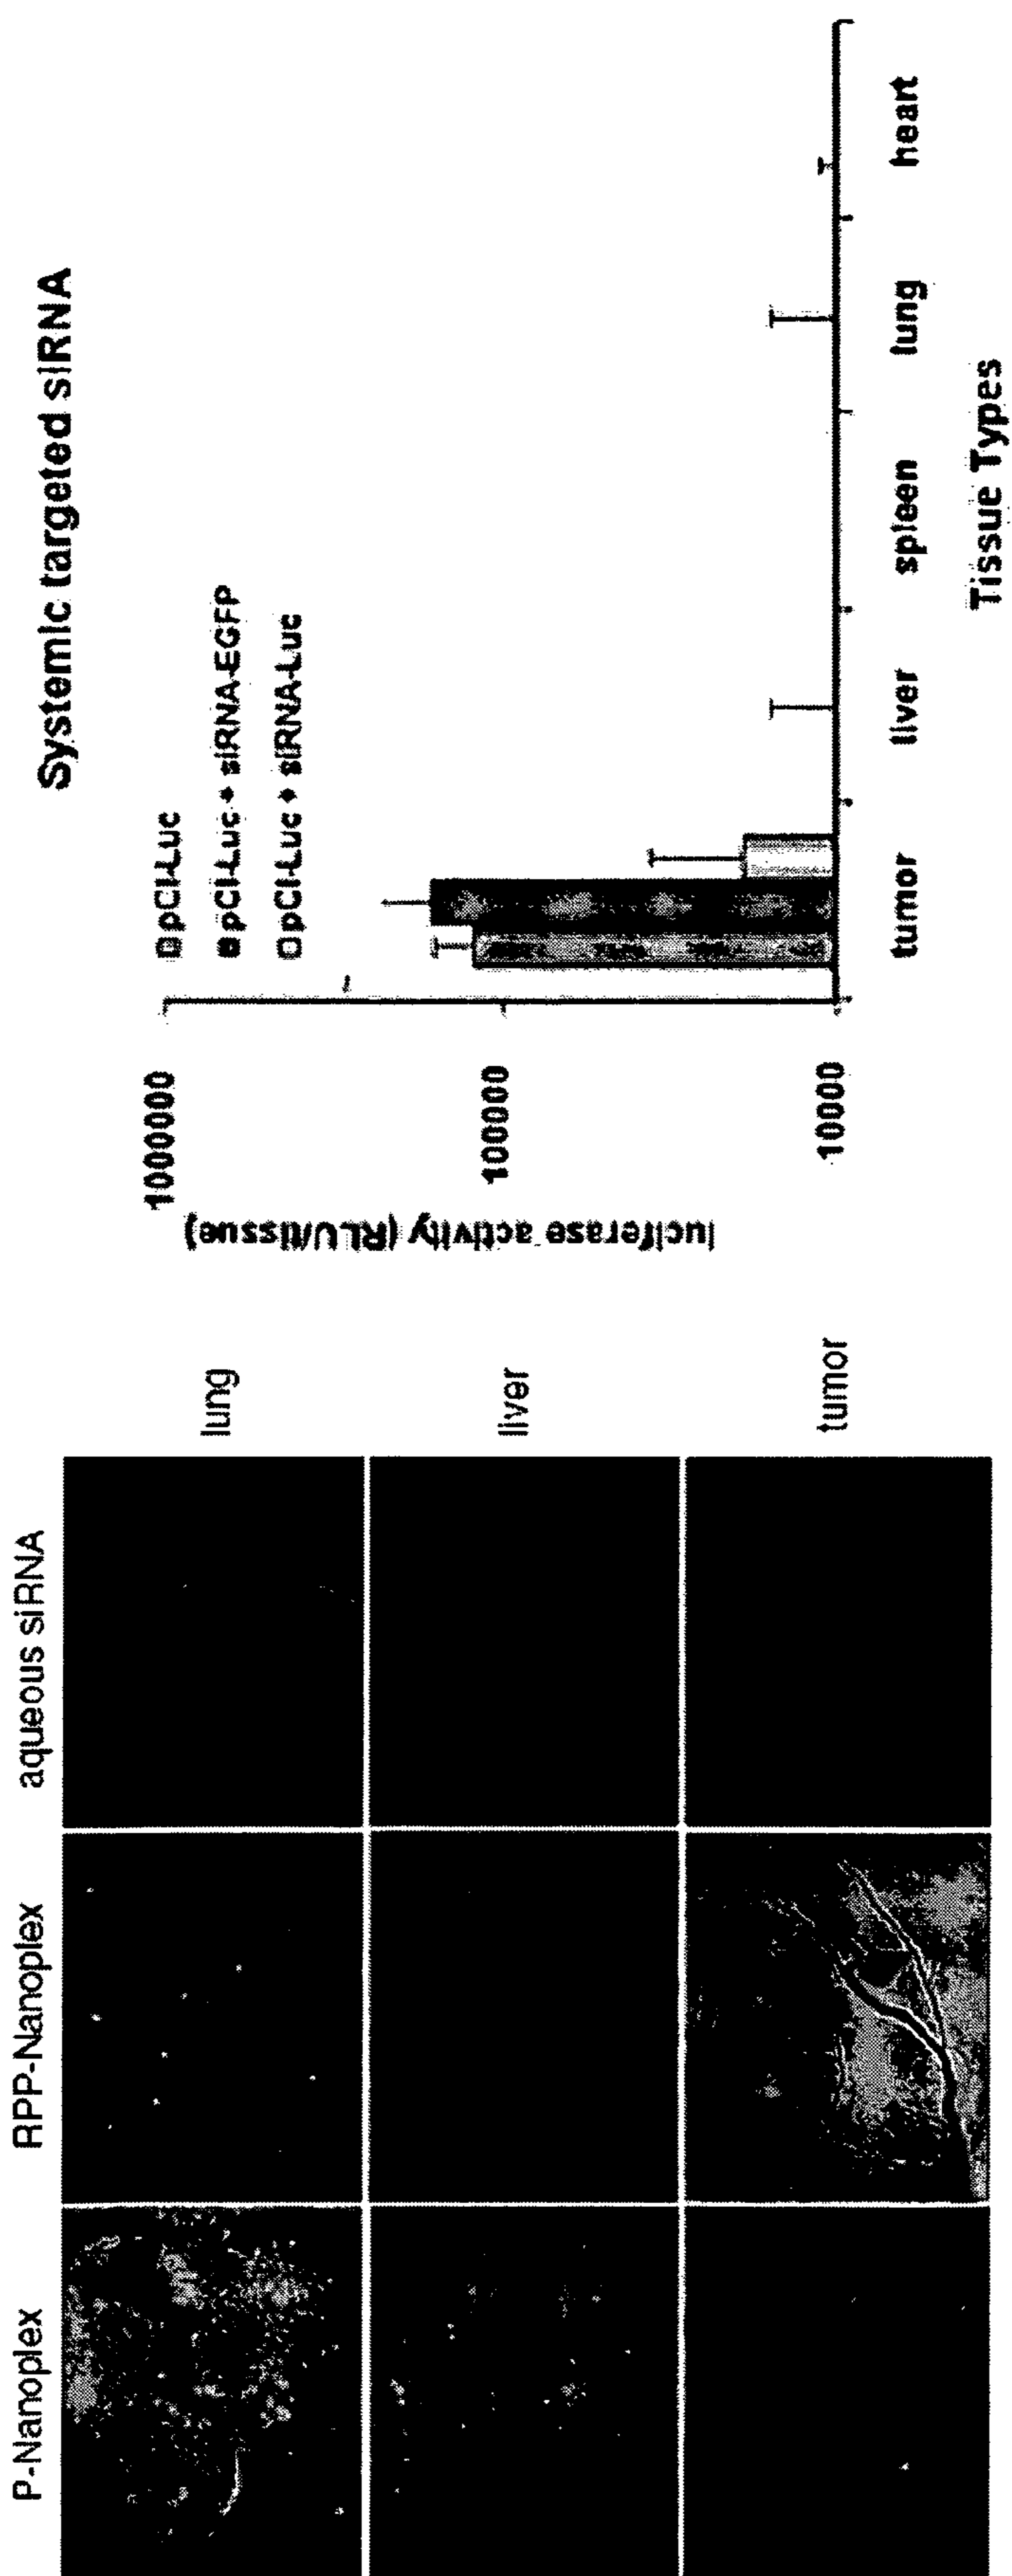 P-Nanoplex
RPP-Nanoplex
aqueous siRNA
lung
liver
tumor
Systemic targeted siRNA
pCI-Luc
pCI-Luc + siRNA-EGFP
pCI-Luc + siRNA-Luc
luciferase activity (RLU/tissue)
1000000
100000
10000
tumor
liver
spleen
lung
heart
Tissue Types